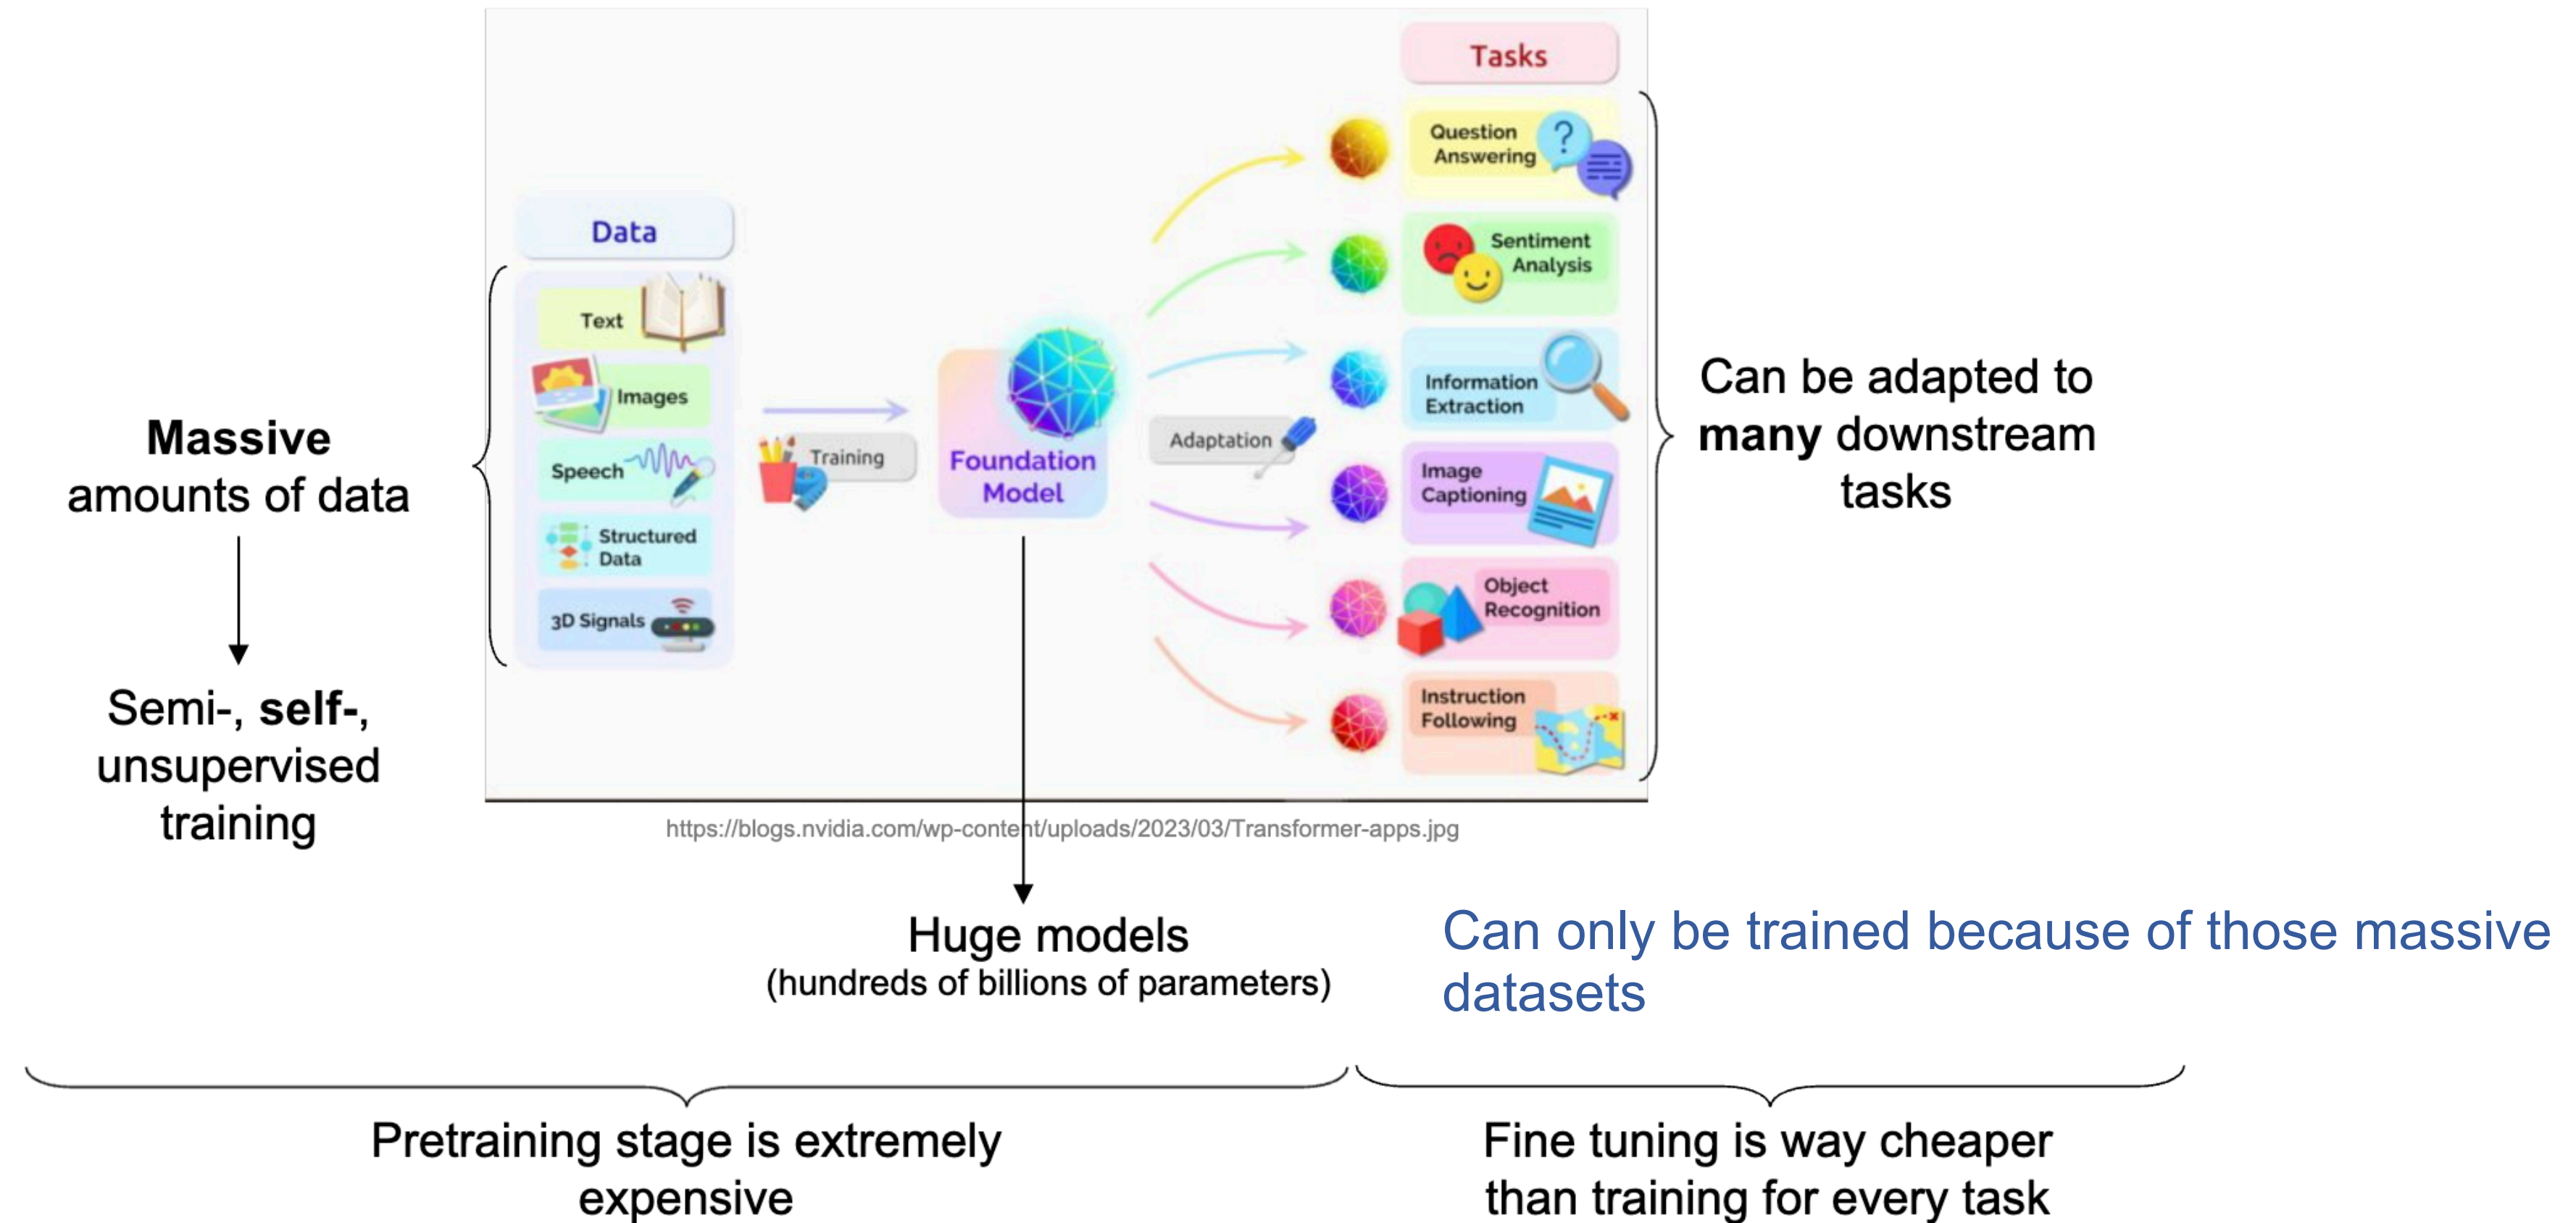 Tasks
Question
Answering
Sentiment
Analysis
Information
Extraction
Image
Captioning
Object
Recognition
Instruction
Following
Data
Text
Images
Speech
Structured
Data
3D Signals
Training
Foundation
Model
Adaptation
Massive
amounts of data
Semi-, self-,
unsupervised
training
Can be adapted to
many downstream
tasks
https://blogs.nvidia.com/wp-content/uploads/2023/03/Transformer-apps.jpg
Huge models
(hundreds of billions of parameters)
Can only be trained because of those massive
datasets
Pretraining stage is extremely
expensive
Fine tuning is way cheaper
than training for every task